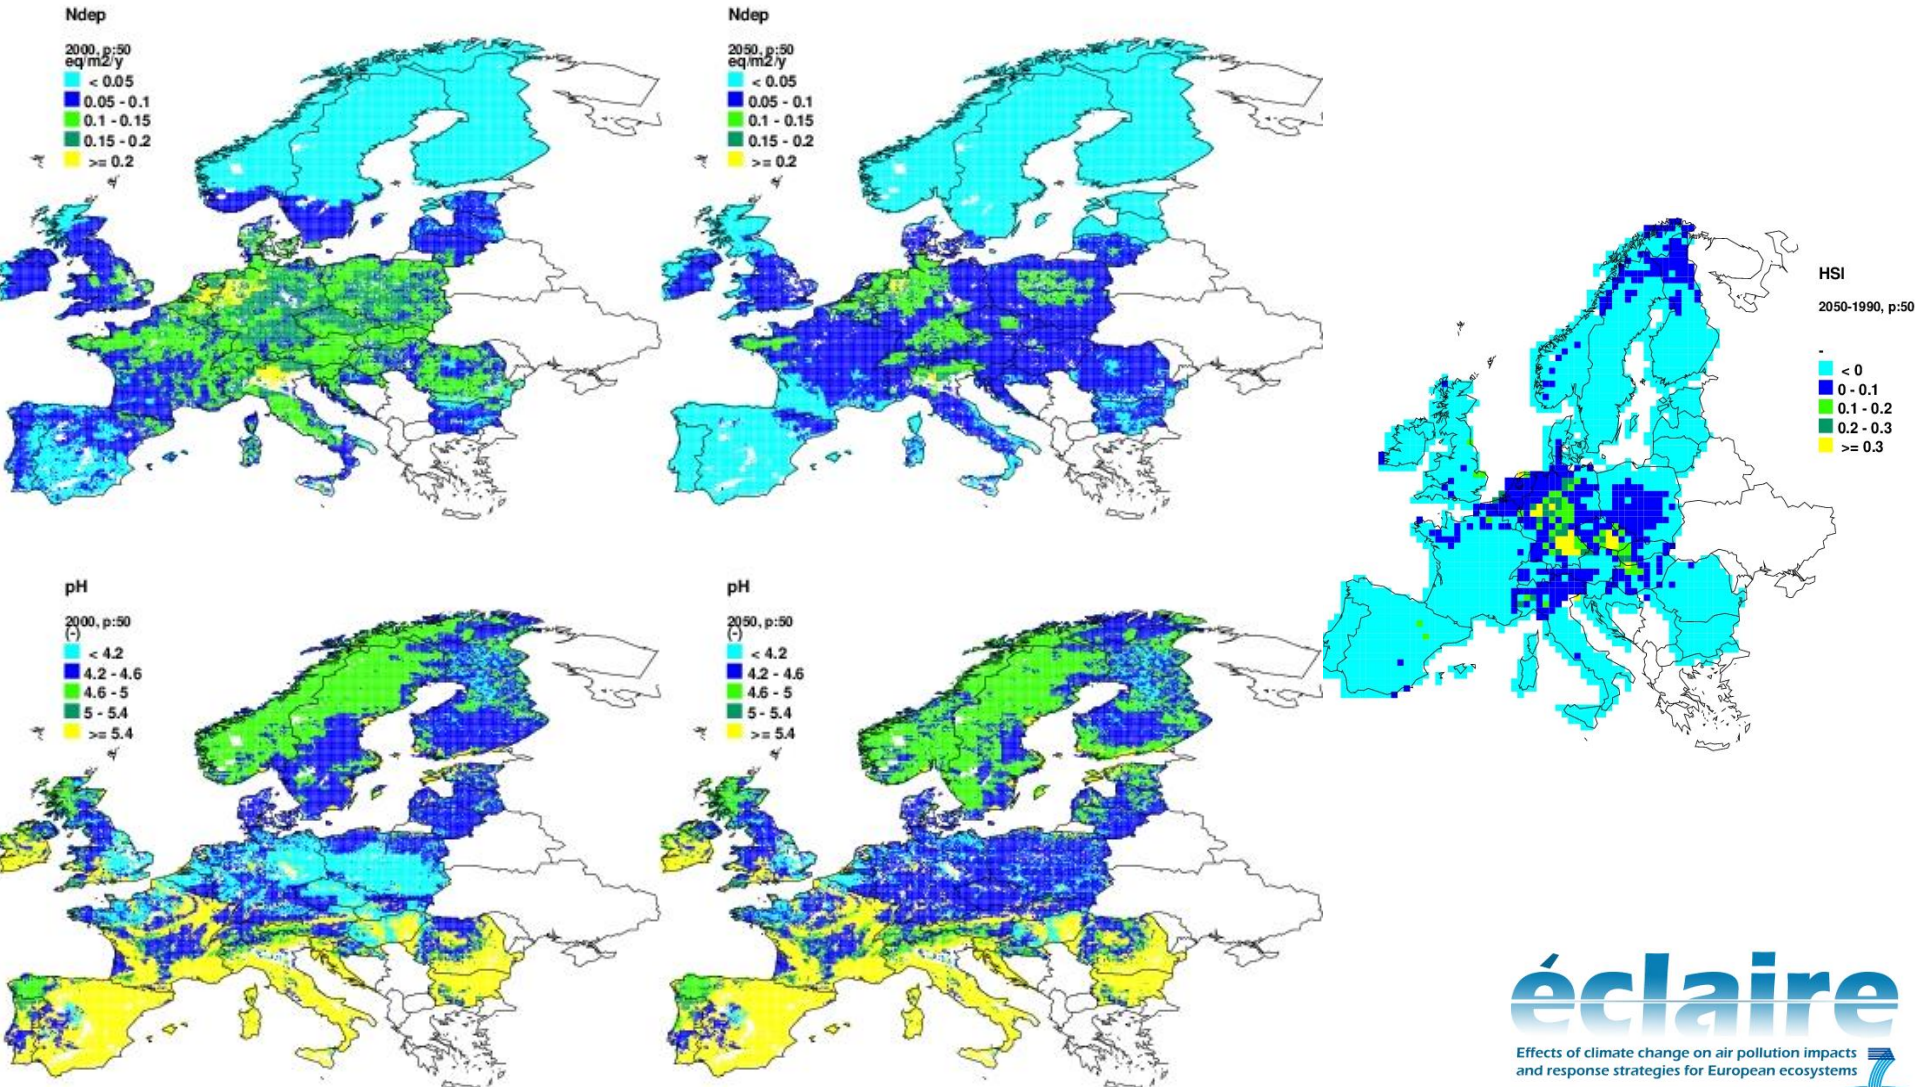 Ndep
2000, p:50
eq/m2/y
< 0.05
0.05 - 0.1
0.1 - 0.15
0.15 - 0.2
>= 0.2
Ndep
2050, p:50
eq/m2/y
< 0.05
0.05 - 0.1
0.1 - 0.15
0.15 - 0.2
>= 0.2
HSI
2050-1990, p:50
-
< 0
0 - 0.1
0.1 - 0.2
0.2 - 0.3
>= 0.3
pH
2000, p:50
(-)
< 4.2
4.2 - 4.6
4.6 - 5
5 - 5.4
>= 5.4
pH
2050, p:50
(-)
< 4.2
4.2 - 4.6
4.6 - 5
5 - 5.4
>= 5.4
éclaire
Effects of climate change on air pollution impacts
and response strategies for European ecosystems